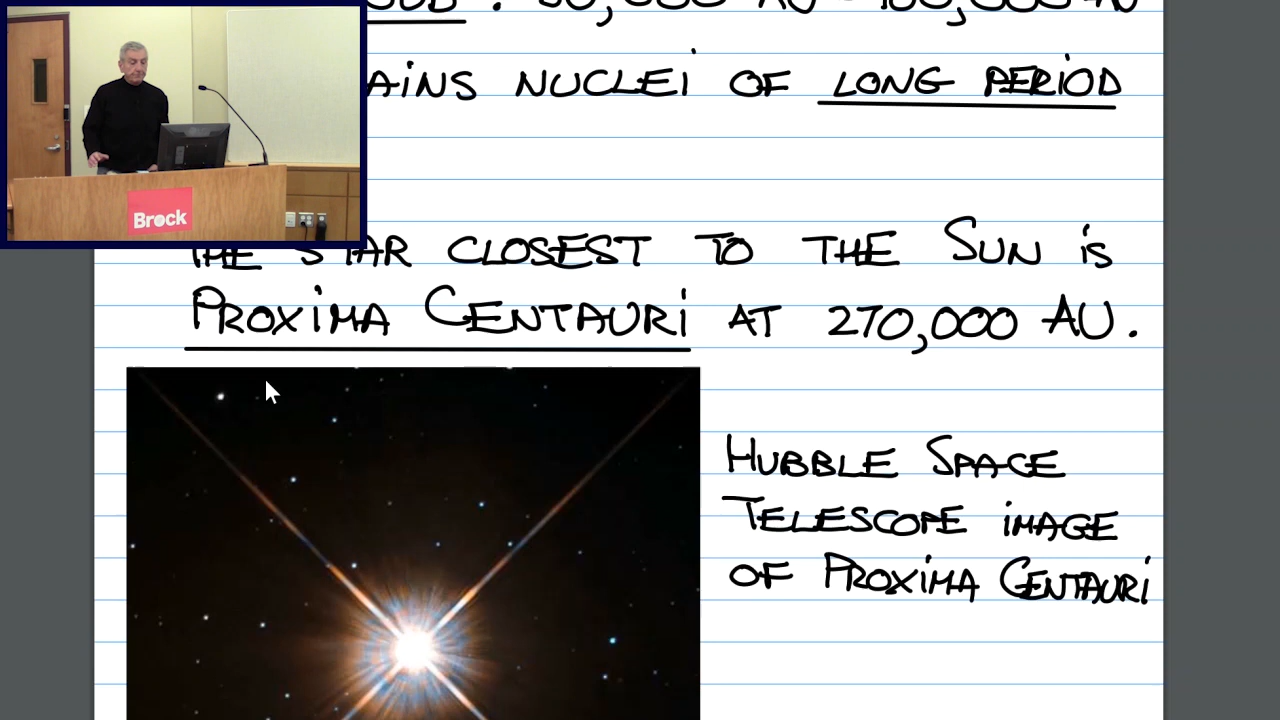 AINS NUCLEI OF LONG PERIOD
Brock
THE STAR CLOSEST TO THE SUN IS
PROXIMA CENTAURI AT 270,000 AU.
HUBBLE SPACE
TELESCOPE IMAGE
OF PROXIMA CENTAURI